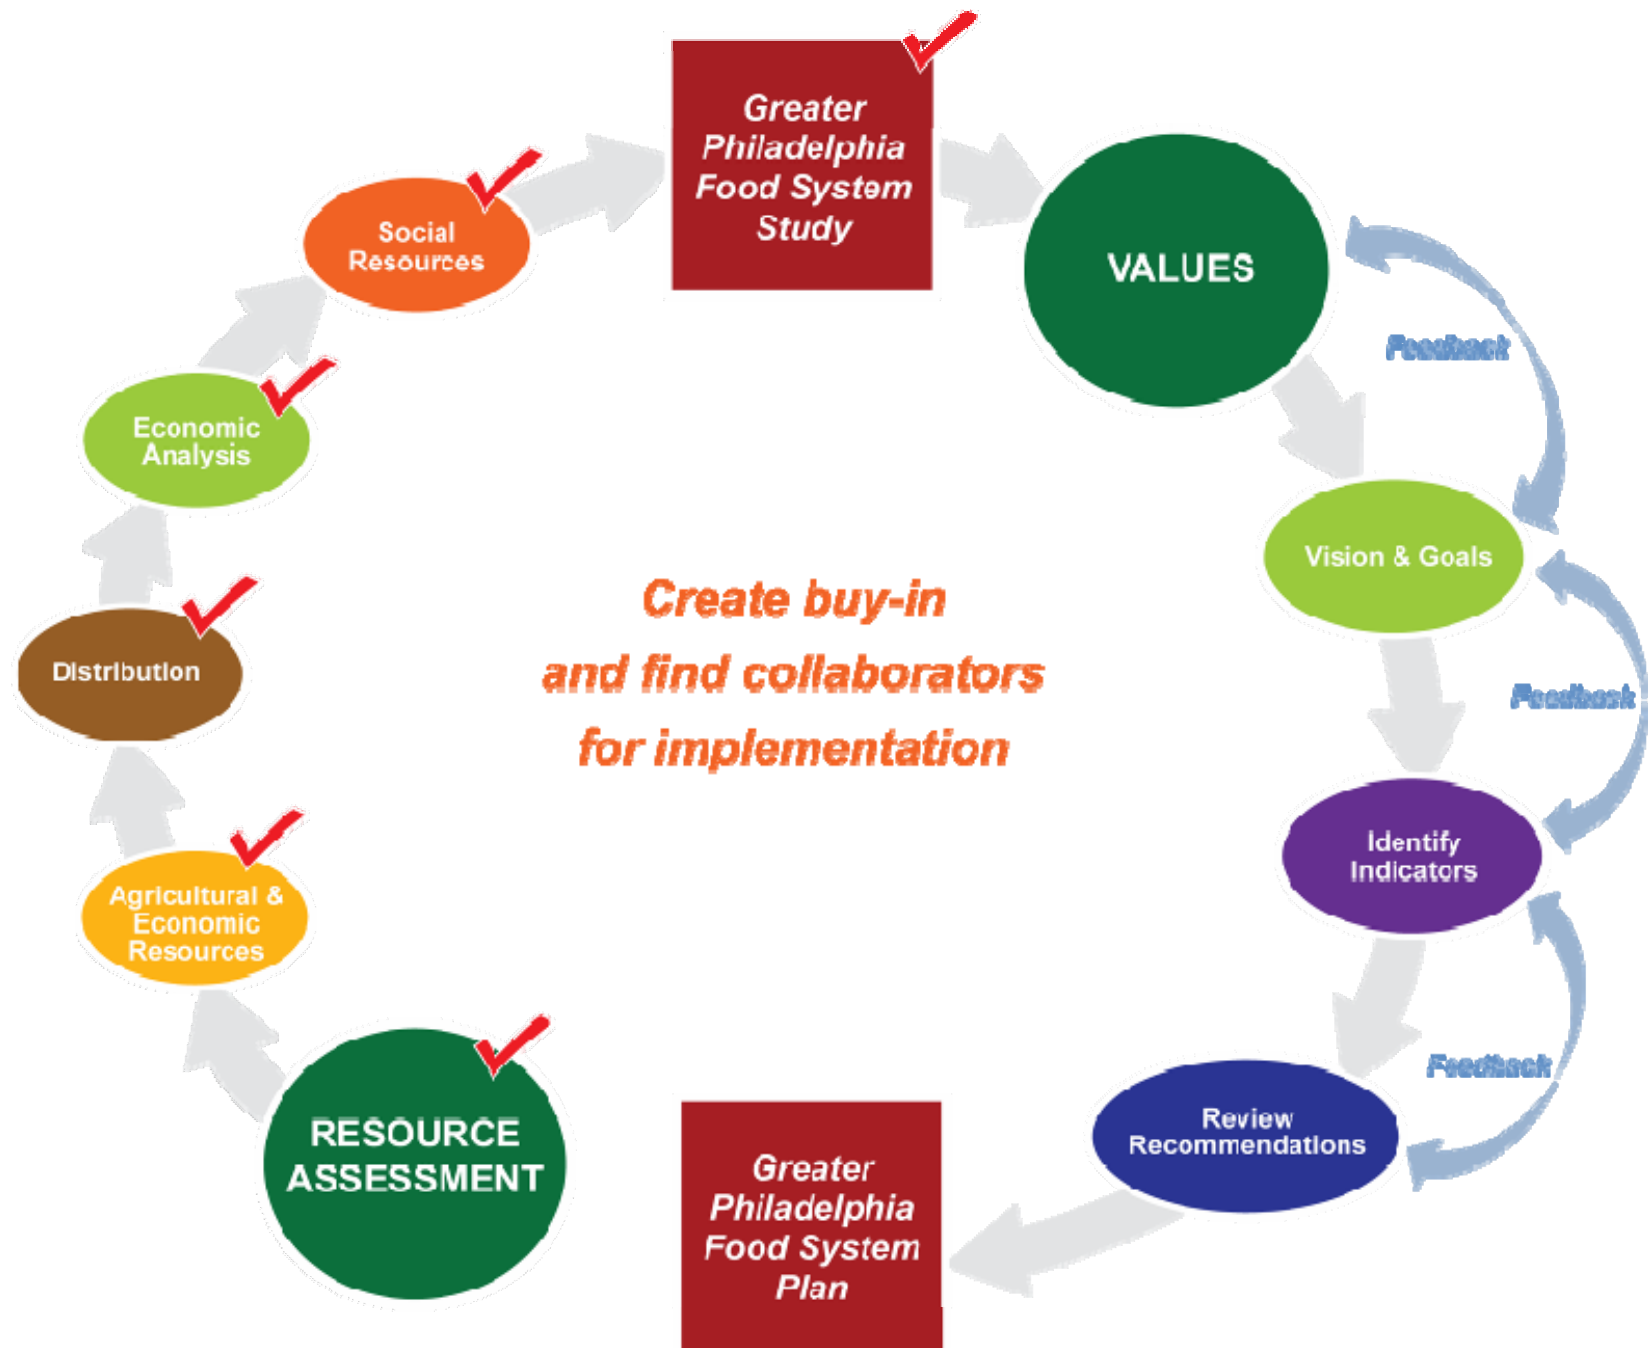 Greater
Philadelphia
Food System
Study
VALUES
Feedback
Vision & Goals
Feedback
Identify
Indicators
Feedback
Review
Recommendations
Greater
Philadelphia
Food System
Plan
RESOURCE
ASSESSMENT
Agricultural &
Economic
Resources
Distribution
Economic
Analysis
Social
Resources
Create buy-in
and find collaborators
for implementation